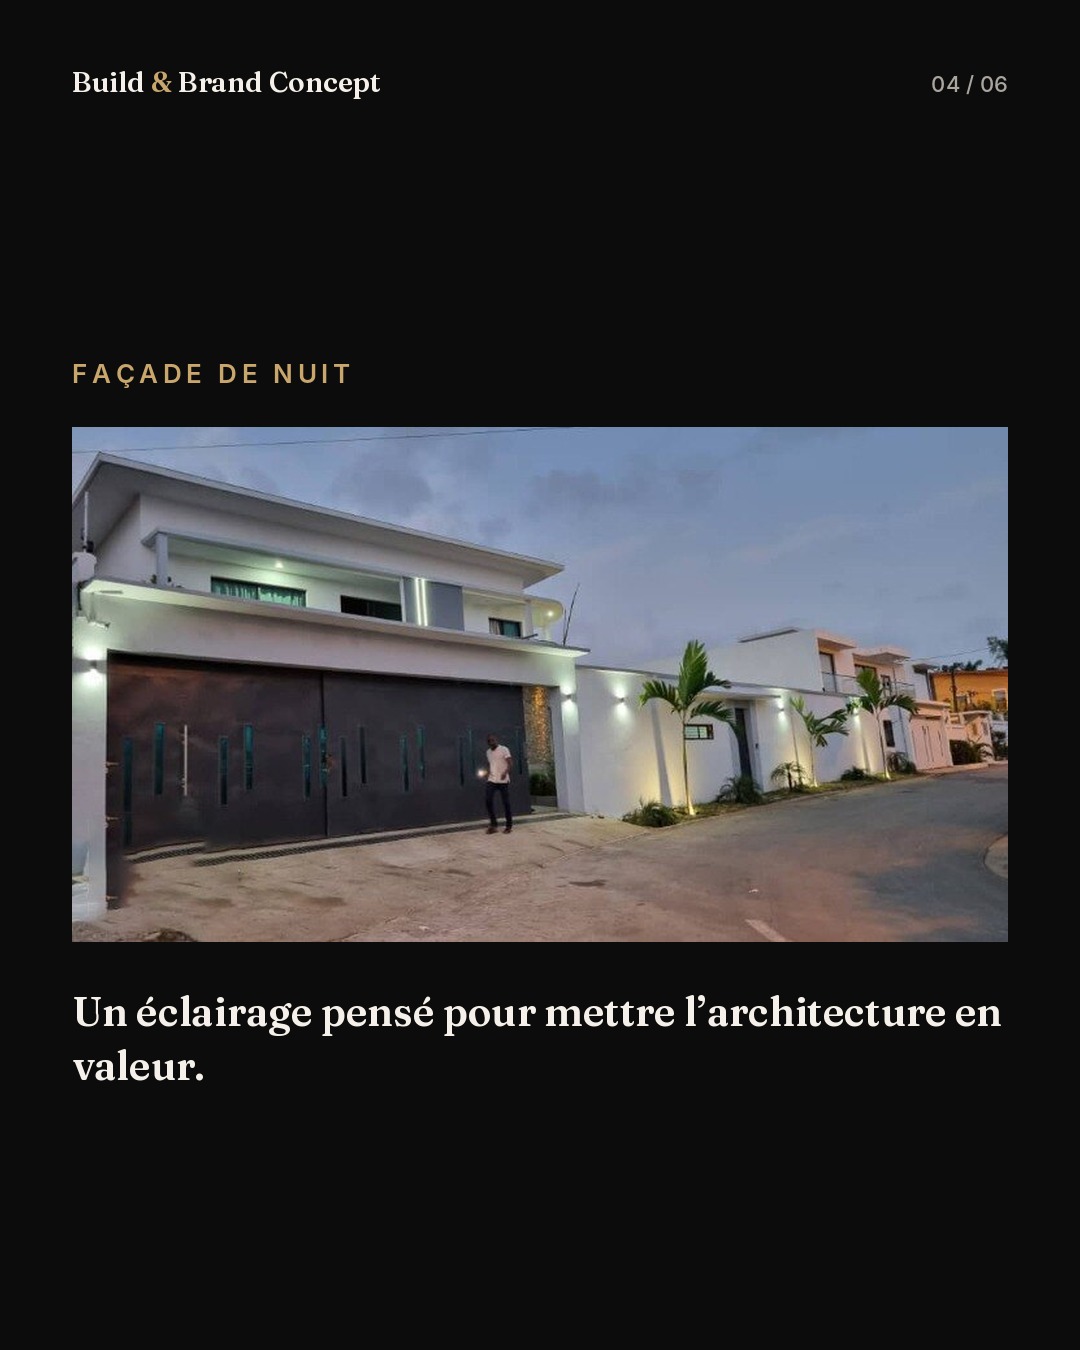 Build & Brand Concept
04 / 06
FAÇADE DE NUIT
Un éclairage pensé pour mettre l’architecture en
valeur.